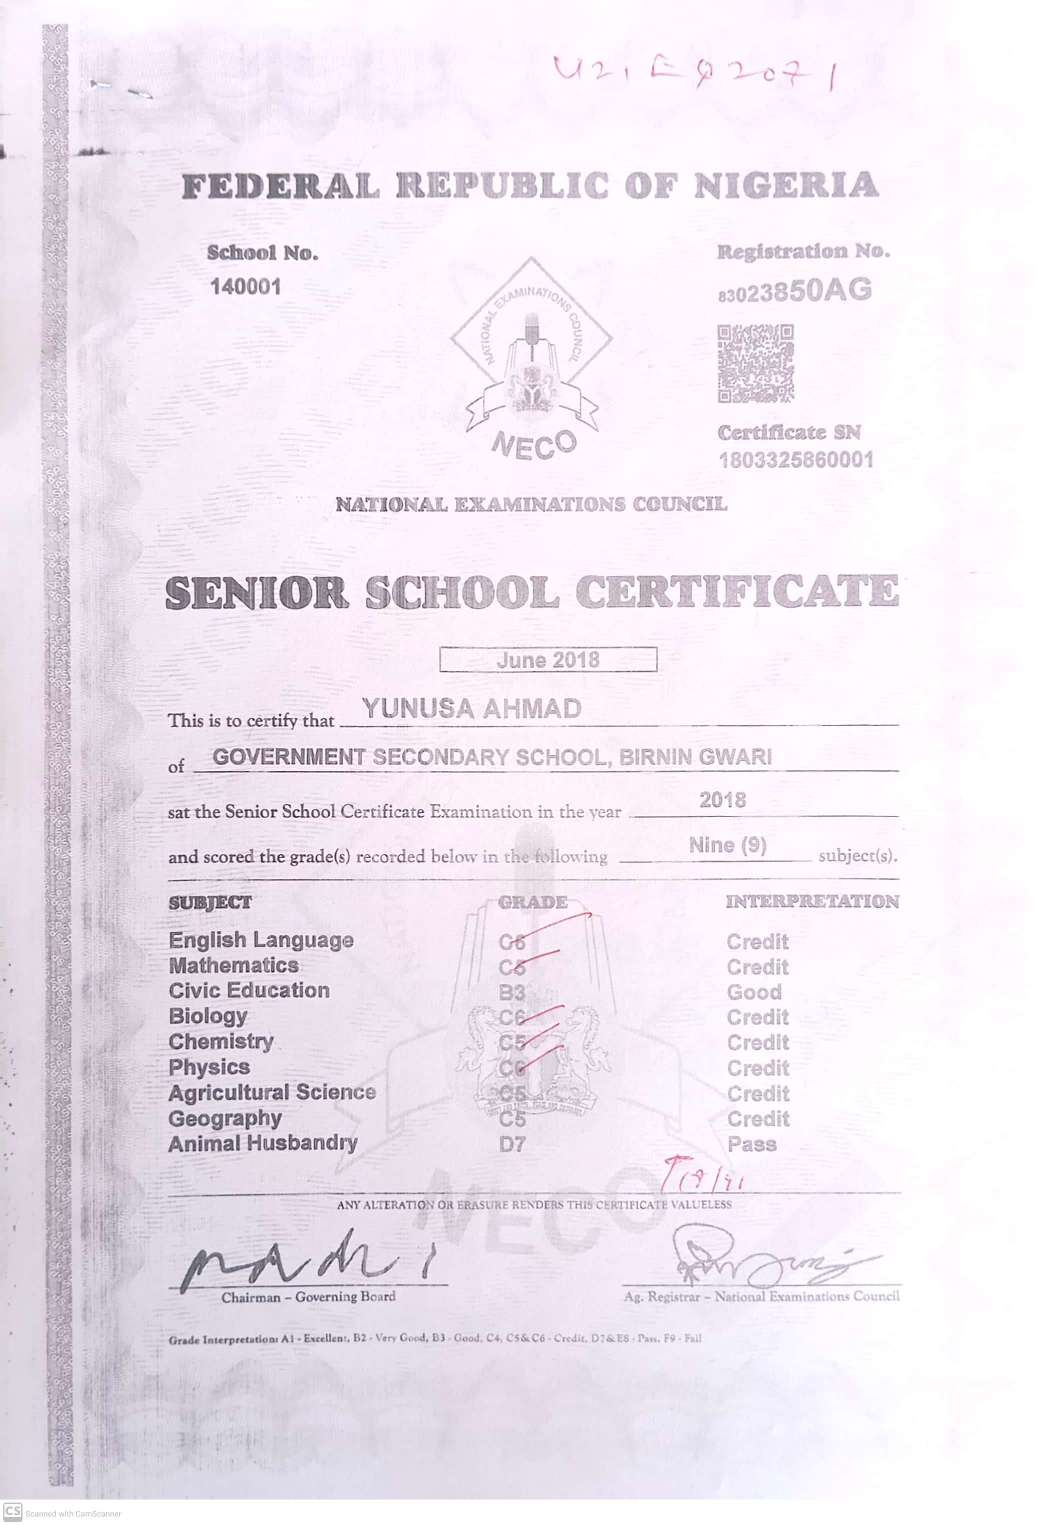 U21EQ2071
FEDERAL REPUBLIC OF NIGERIA
School No.
140001
Registration No.
83023850AG
NATIONAL EXAMINATIONS COUNCIL
NECO
Certificate SN
1803325860001
NATIONAL EXAMINATIONS COUNCIL
SENIOR SCHOOL CERTIFICATE
June 2018
This is to certify that YUNUSA AHMAD
of GOVERNMENT SECONDARY SCHOOL, BIRNIN GWARI
sat the Senior School Certificate Examination in the year 2018
and scored the grade(s) recorded below in the following Nine (9) subject(s).
SUBJECT GRADE INTERPRETATION
English Language C6 Credit
Mathematics Credit
Civic Education B3 Good
Biology C6 Credit
Chemistry C5 Credit
Physics C6 Credit
Agricultural Science C5 Credit
Geography C5 Credit
Animal Husbandry D7 Pass
ANY ALTERATION OR ERASURE RENDERS THIS CERTIFICATE VALUELESS
NECO
Chairman – Governing Board
Ag. Registrar – National Examinations Council
Grade Interpretation: A1 - Excellent, B2 - Very Good, B3 - Good, C4, C5 & C6 - Credit, D7 & E8 - Pass, F9 - Fail
CS Scanned with CamScanner